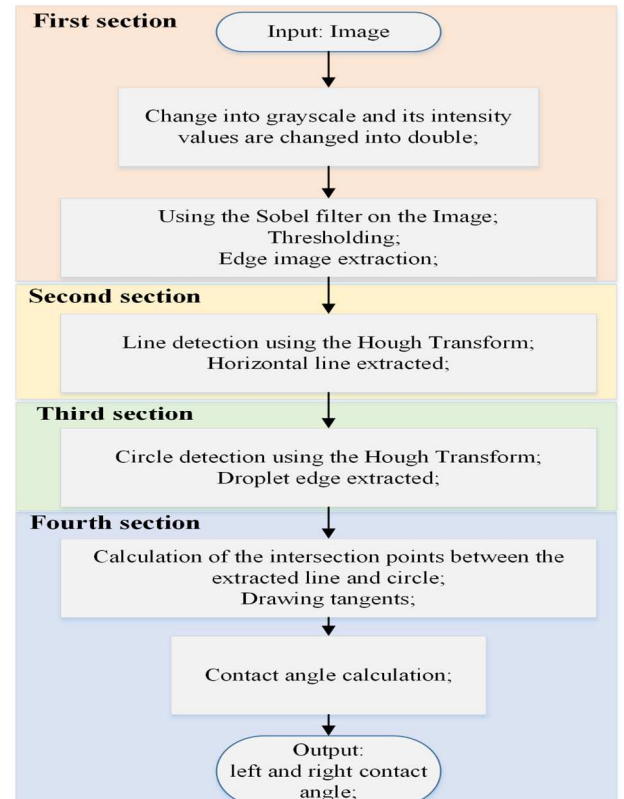 First section
Input: Image
Change into grayscale and its intensity
values are changed into double;
Using the Sobel filter on the Image;
Thresholding;
Edge image extraction;
Second section
Line detection using the Hough Transform;
Horizontal line extracted;
Third section
Circle detection using the Hough Transform;
Droplet edge extracted;
Fourth section
Calculation of the intersection points between the
extracted line and circle;
Drawing tangents;
Contact angle calculation;
Output:
left and right contact
angle;